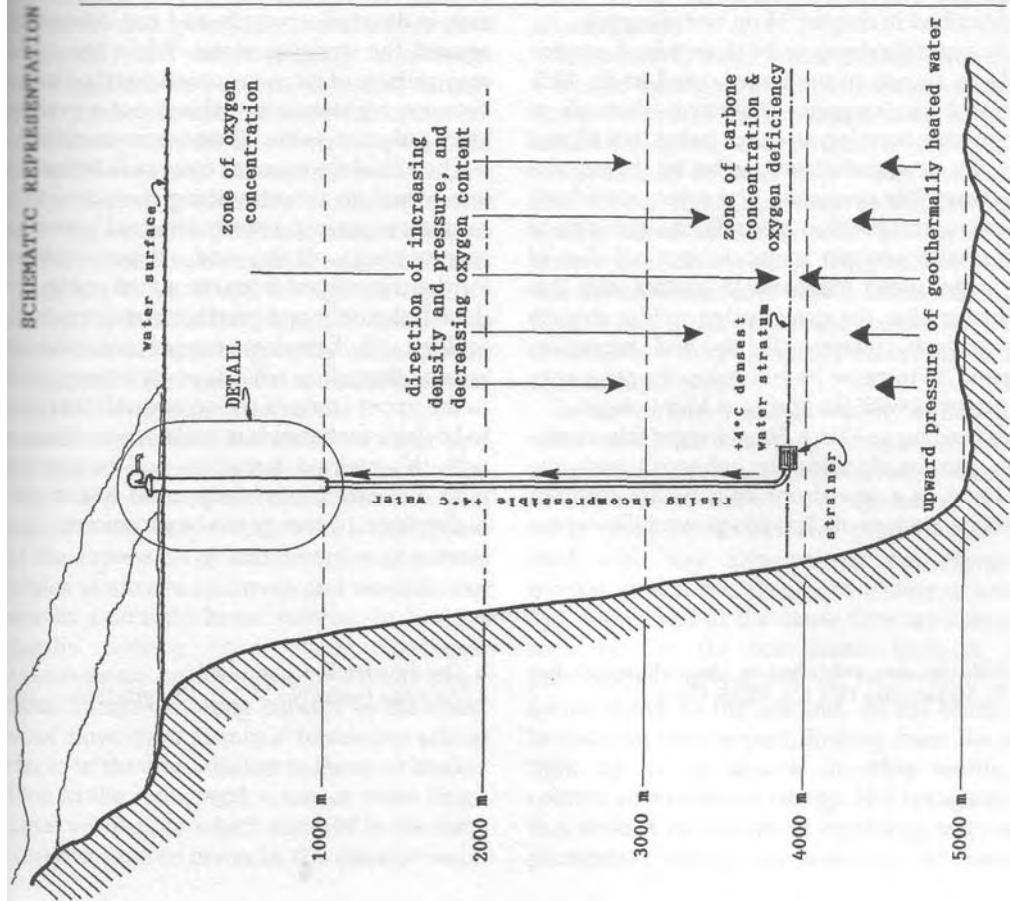 SCHEMATIC REPRESENTATION
water surface
DETAIL
zone of oxygen
concentraion
1000 m
direction of increasing
density and pressure, and
decrasing oxygen content
2000 m
rising incompressible +4°C water
3000 m
+4°C densest
water stratum
zone of carbone
concentration &
oxygen deficiency
strainer
4000 m
upward pressure of geothermally heated water
5000 m